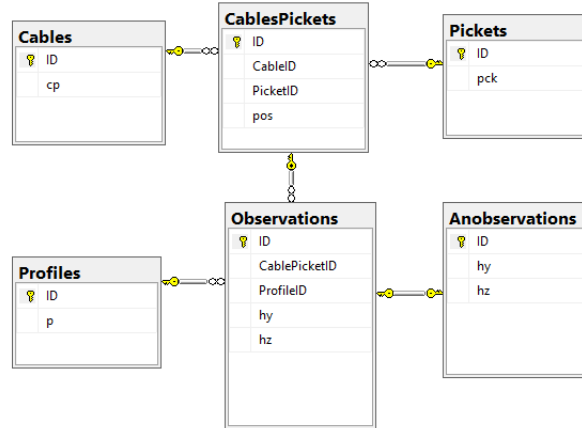 Cables
ID
cp
CablesPickets
ID
CableID
PicketID
pos
Pickets
ID
pck
Profiles
ID
p
Observations
ID
CablePicketID
ProfileID
hy
hz
Anobservations
ID
hy
hz